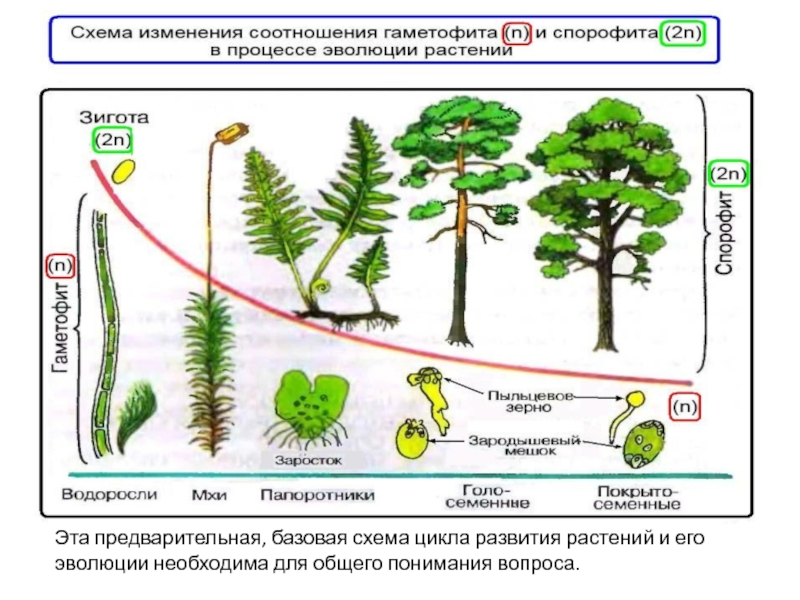 Схема изменения соотношения гаметофита (n) и спорофита (2n)
в процессе эволюции растений
Зигота
(2n)
(n)
Гаметофит
(2n)
Спорофит
Заросток
Пыльцевое
зерно
Зародышевый
мешок
(n)
Водоросли
Мхи
Папоротники
Голо-
семенные
Покрыто-
семенные
Эта предварительная, базовая схема цикла развития растений и его
эволюции необходима для общего понимания вопроса.